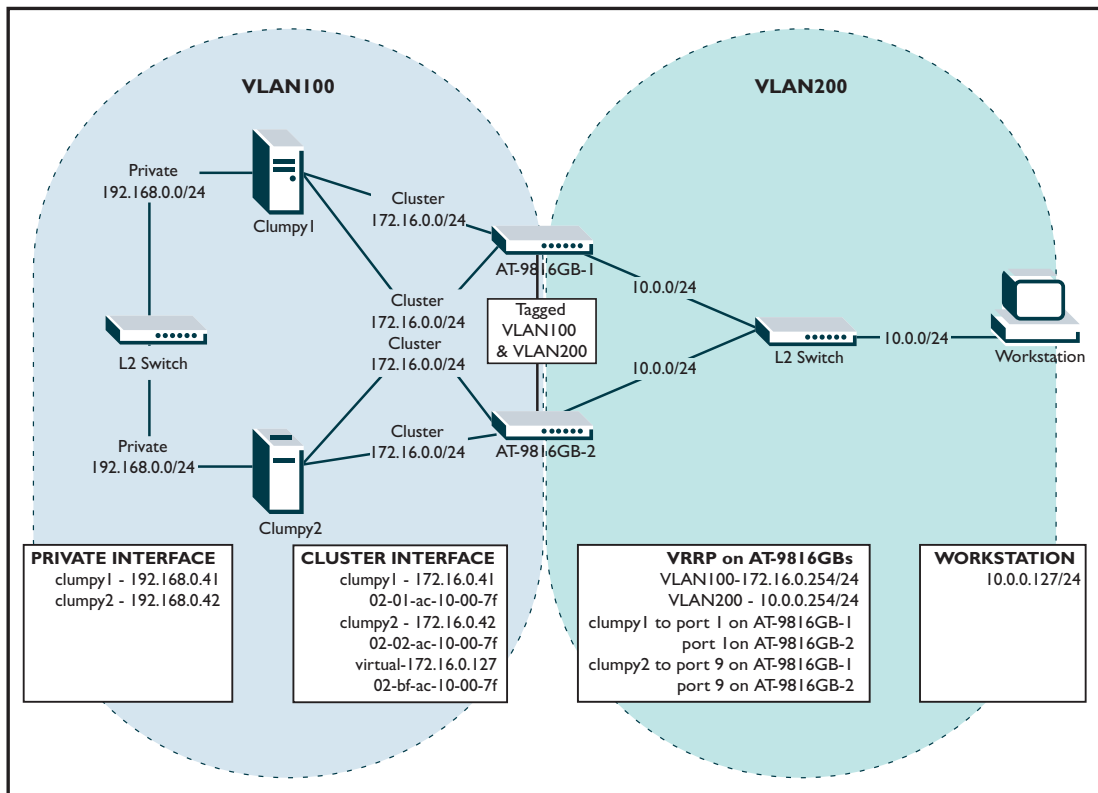 VLAN100
VLAN200
Private
192.168.0.0/24
Clumpy1
Cluster
172.16.0.0/24
AT-9816GB-1
10.0.0/24
Cluster
172.16.0.0/24
Cluster
172.16.0.0/24
Tagged
VLAN100
& VLAN200
L2 Switch
L2 Switch
10.0.0/24
Workstation
10.0.0/24
Private
192.168.0.0/24
Cluster
172.16.0.0/24
AT-9816GB-2
Clumpy2
PRIVATE INTERFACE
clumpy1 - 192.168.0.41
clumpy2 - 192.168.0.42
CLUSTER INTERFACE
clumpy1 - 172.16.0.41
02-01-ac-10-00-7f
clumpy2 - 172.16.0.42
02-02-ac-10-00-7f
virtual-172.16.0.127
02-bf-ac-10-00-7f
VRRP on AT-9816GBs
VLAN100-172.16.0.254/24
VLAN200 - 10.0.0.254/24
clumpy1 to port 1 on AT-9816GB-1
port 1on AT-9816GB-2
clumpy2 to port 9 on AT-9816GB-1
port 9 on AT-9816GB-2
WORKSTATION
10.0.0.127/24